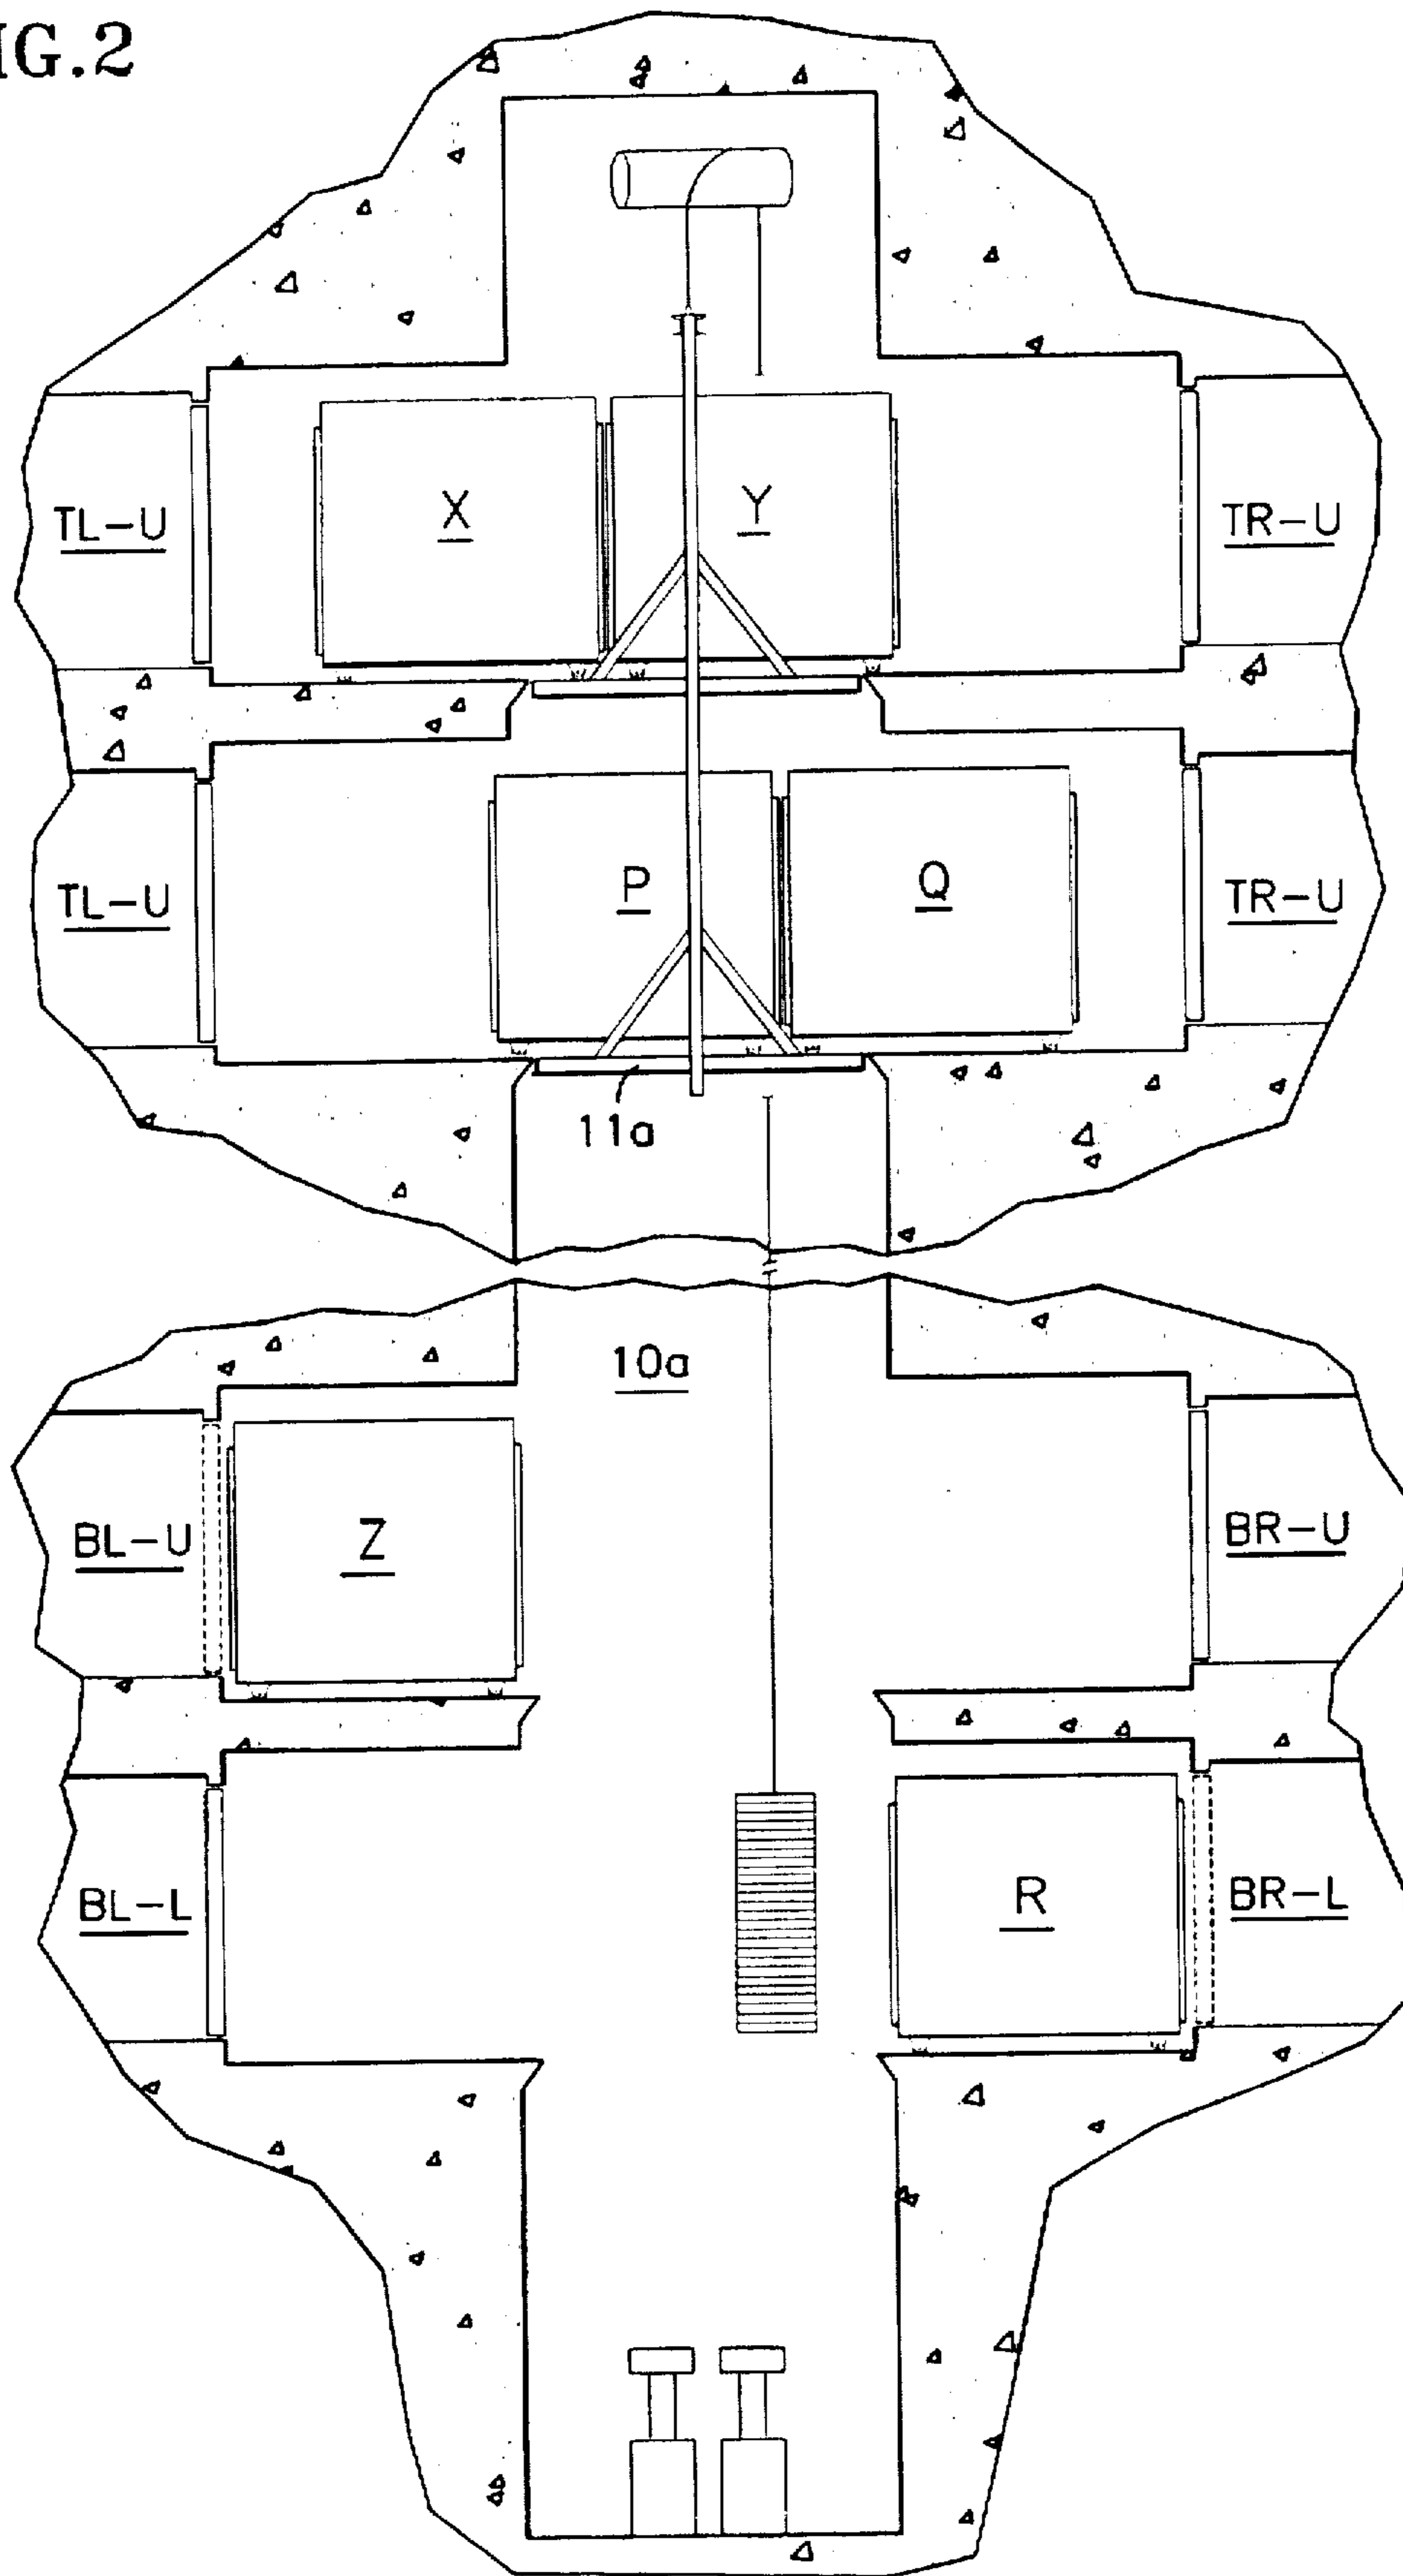 IG.2
X
Y
TL-U
TR-U
P
Q
TL-U
TR-U
11a
10a
BL-U
Z
BR-U
BL-L
R
BR-L